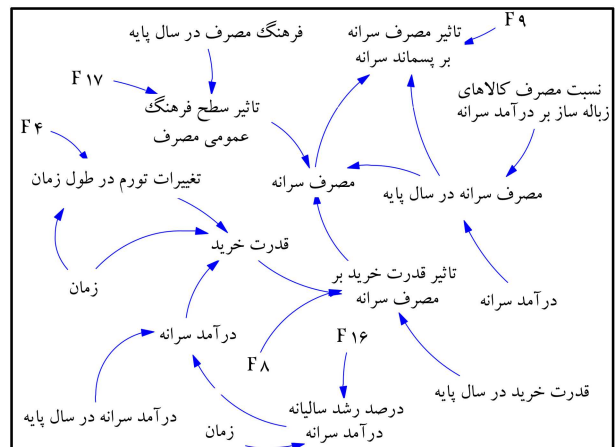 فرهنگ مصرف در سال پایه
تاثیر مصرف سرانه
بر پسماند سرانه
F۹
F۱۷
تاثیر سطح فرهنگ
عمومی مصرف
نسبت مصرف کالاهای
زباله ساز بر درآمد سرانه
F۴
تغییرات تورم در طول زمان
مصرف سرانه
مصرف سرانه در سال پایه
قدرت خرید
زمان
تاثیر قدرت خرید بر
مصرف سرانه
درآمد سرانه
درآمد سرانه
F۸
F۱۶
قدرت خرید در سال پایه
درآمد سرانه در سال پایه
زمان
درصد رشد سالیانه
درآمد سرانه